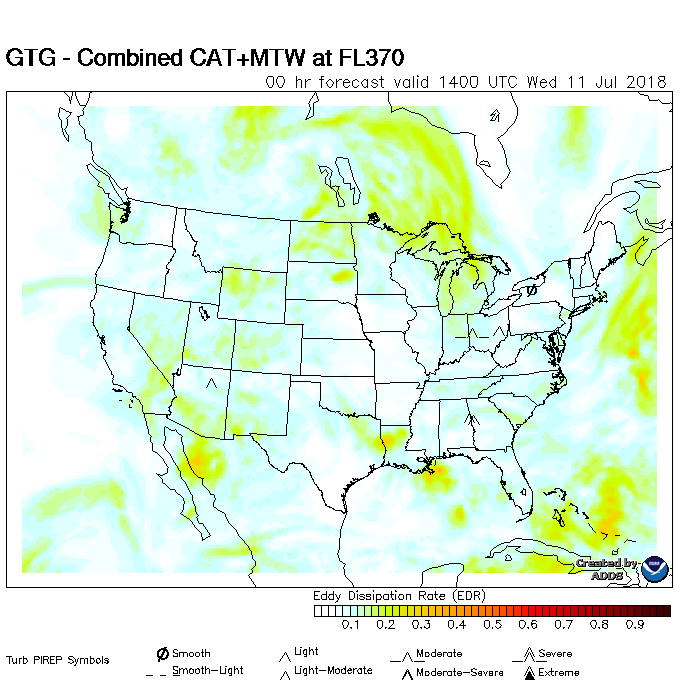 GTG - Combined CAT+MTW at FL370
00 hr forecast valid 1400 UTC Wed 11 Jul 2018
Created by
ADDS
Eddy Dissipation Rate (EDR)
0.1 0.2 0.3 0.4 0.5 0.6 0.7 0.8 0.9
Turb PIREP Symbols
Smooth Light Moderate Severe
Smooth-Light Light-Moderate Moderate-Severe Extreme